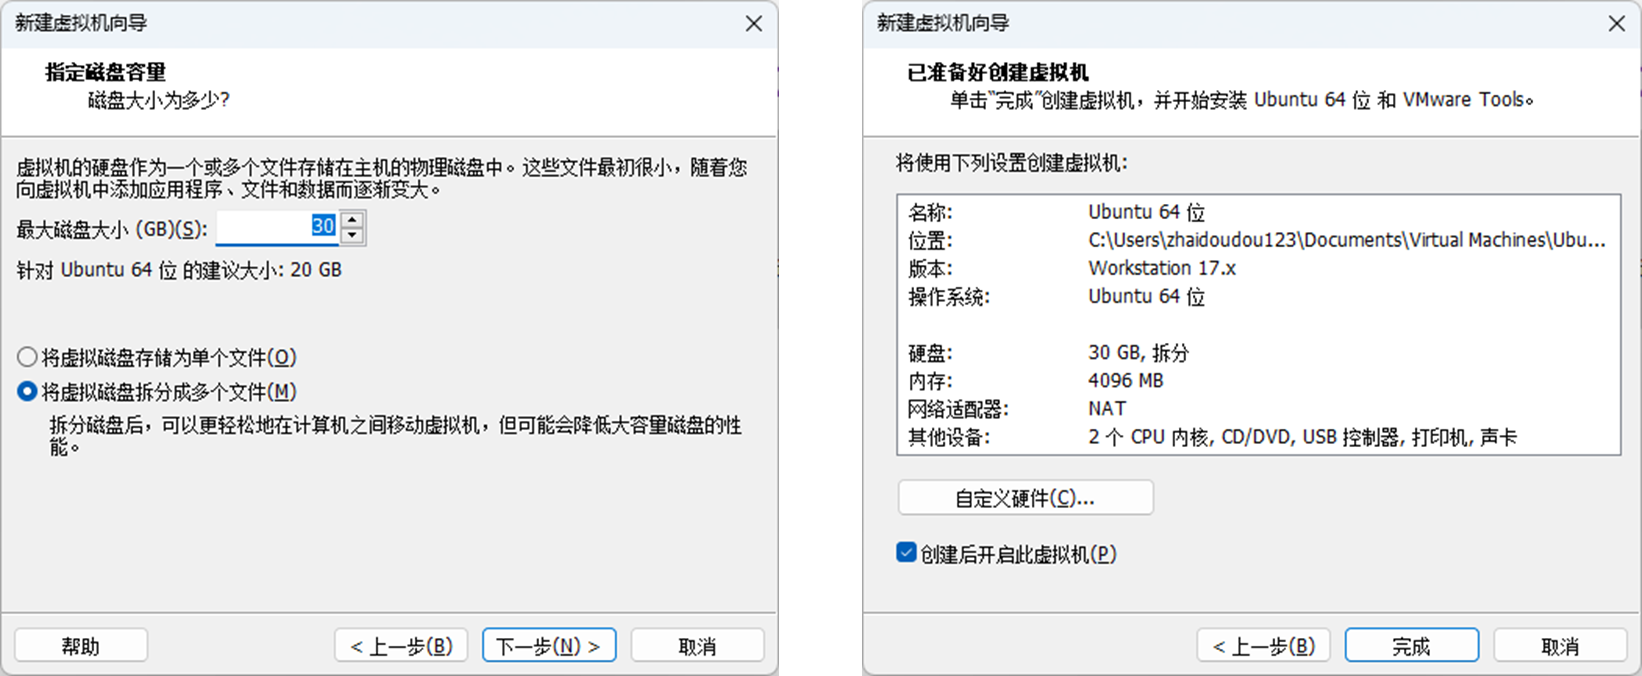 新建虚拟机向导
指定磁盘容量
磁盘大小为多少?
虚拟机的硬盘作为一个或多个文件存储在主机的物理磁盘中。这些文件最初很小，随着您
向虚拟机中添加应用程序、文件和数据而逐渐变大。
最大磁盘大小 (GB)(S): 30
针对 Ubuntu 64 位 的建议大小: 20 GB
将虚拟磁盘存储为单个文件(O)
将虚拟磁盘拆分成多个文件(M)
拆分磁盘后，可以更轻松地在计算机之间移动虚拟机，但可能会降低大容量磁盘的性
能。
帮助
< 上一步(B)
下一步(N) >
取消
新建虚拟机向导
已准备好创建虚拟机
单击“完成”创建虚拟机，并开始安装 Ubuntu 64 位 和 VMware Tools。
将使用下列设置创建虚拟机:
名称: Ubuntu 64 位
位置: C:\Users\zhaidoudou123\Documents\Virtual Machines\Ubu...
版本: Workstation 17.x
操作系统: Ubuntu 64 位
硬盘: 30 GB, 拆分
内存: 4096 MB
网络适配器: NAT
其他设备: 2 个 CPU 内核, CD/DVD, USB 控制器, 打印机, 声卡
自定义硬件(C)...
创建后开启此虚拟机(P)
< 上一步(B)
完成
取消